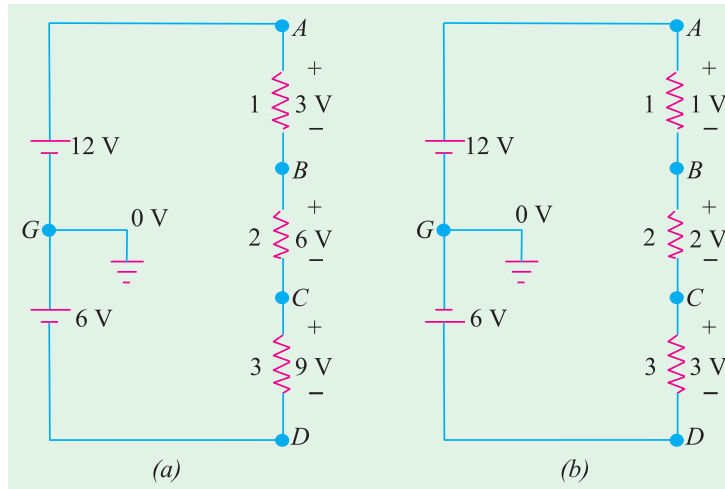 A
+
1 3 V
−
12 V
B
+
0 V
G
2 6 V
−
C
6 V
+
3 9 V
−
D
(a)
A
+
1 1 V
−
12 V
B
+
0 V
G
2 2 V
−
C
6 V
+
3 3 V
−
D
(b)